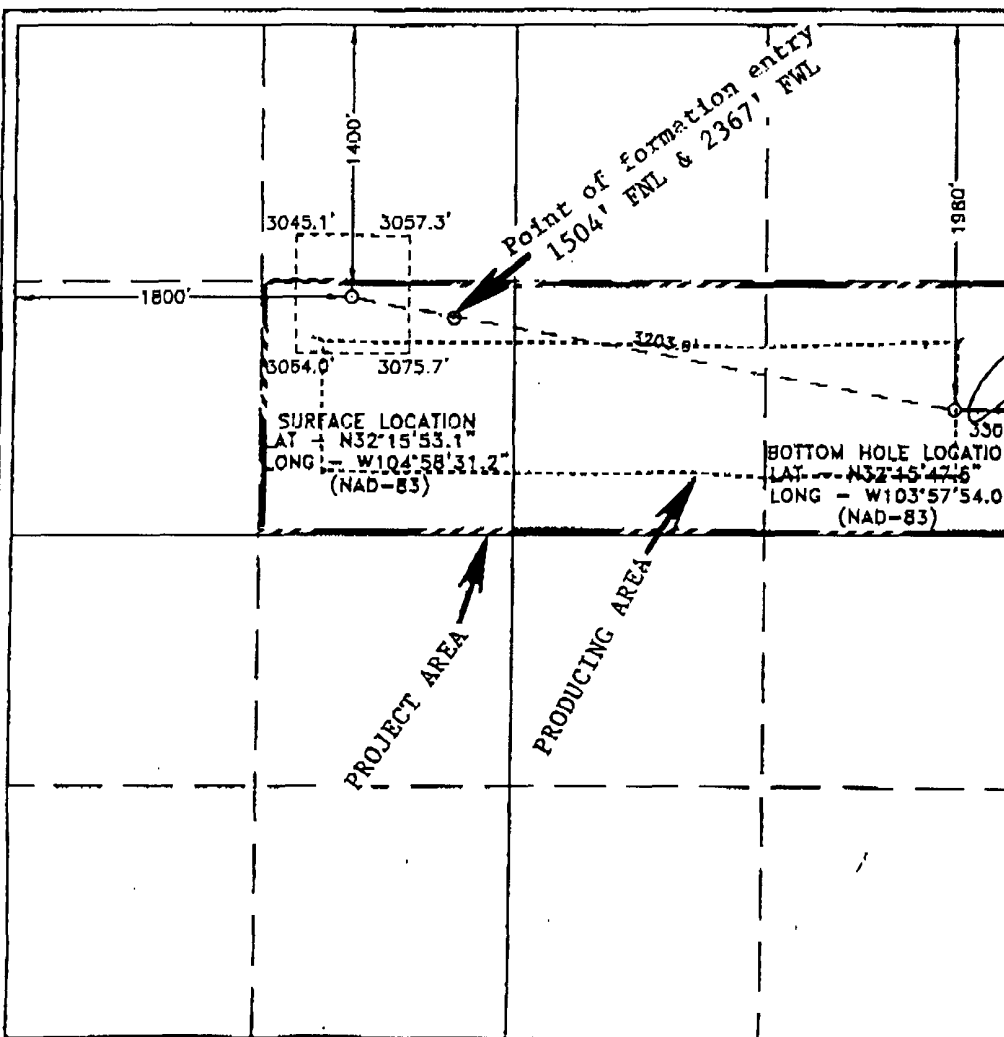 1400'
1980'
Point of formation entry
1504' FNL & 2367' FWL
3045.1' 3057.3'
1800'
3203.8'
3064.0' 3075.7'
330
SURFACE LOCATION
LAT - N32°15'53.1"
LONG - W104°58'31.2"
(NAD-83)
BOTTOM HOLE LOCATIO
LAT - N32°15'47.6"
LONG - W103°57'54.0
(NAD-83)
PROJECT AREA
PRODUCING AREA